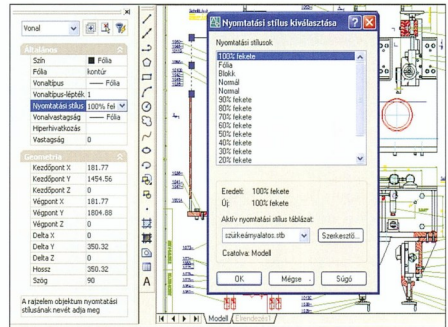 Vonal
Általános
Szín Fólia
Fólia kontúr
Vonaltípus Fólia
Vonaltípus-lépték 1
Nyomtatási stílus 100% fel
Vonalvastagság Fólia
Hiperhivatkozás
Vastagság 0
Geometria
Kezdőpont X 181.77
Kezdőpont Y 1454.56
Kezdőpont Z 0
Végpont X 181.77
Végpont Y 1804.88
Végpont Z 0
Delta X 0
Delta Y 350.32
Delta Z 0
Hossz 350.32
Szög 90
A rajzelem objektum nyomtatási
stílusának nevét adja meg
A
Nyomtatási stílus kiválasztása
Nyomtatási stílusok
100% fekete
Fólia
Blokk
Normál
Normal
90% fekete
80% fekete
70% fekete
60% fekete
50% fekete
40% fekete
30% fekete
20% fekete
Eredeti: 100% fekete
Új: 100% fekete
Aktív nyomtatási stílus táblázat:
szürkeárnyalatos.stb Szerkesztő...
Csatolva: Modell
OK Mégse Súgó
Modell Elrendezés1